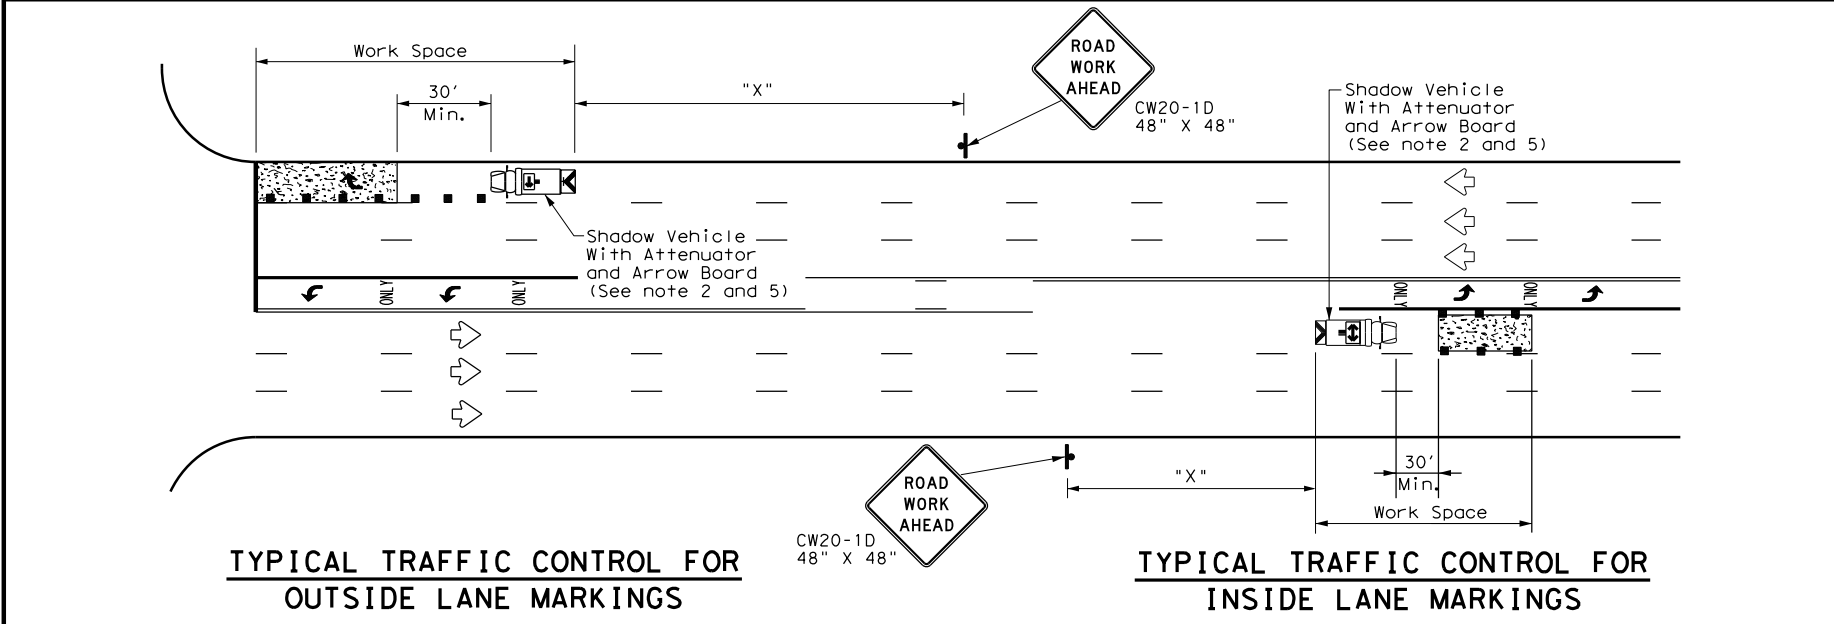 Work Space
30'
Min.
"X"
ROAD
WORK
AHEAD
CW20-1D
48" X 48"
Shadow Vehicle
With Attenuator
and Arrow Board
(See note 2 and 5)
Shadow Vehicle
With Attenuator
and Arrow Board
(See note 2 and 5)
ONLY
ONLY
ONLY
ONLY
ROAD
WORK
AHEAD
CW20-1D
48" X 48"
"X"
30'
Min.
Work Space
TYPICAL TRAFFIC CONTROL FOR
OUTSIDE LANE MARKINGS
TYPICAL TRAFFIC CONTROL FOR
INSIDE LANE MARKINGS